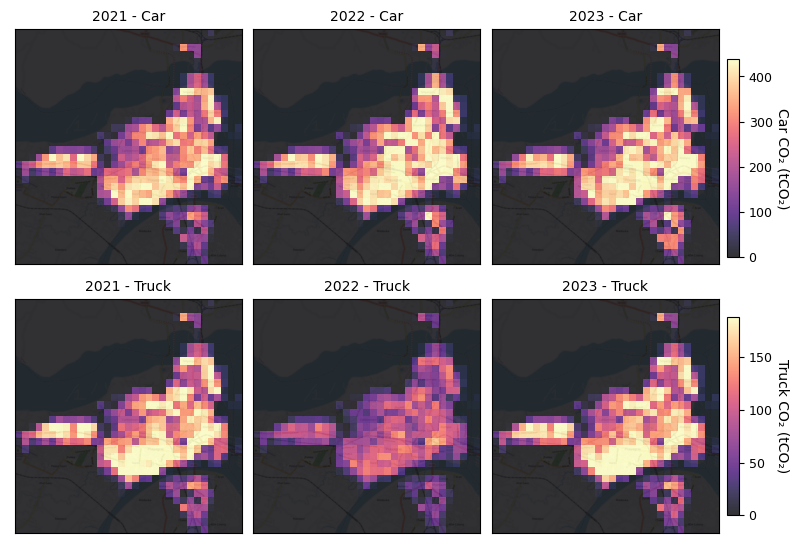 2021 - Car
2022 - Car
2023 - Car
400
300
200
100
0
Car CO₂ (tCO₂)
2021 - Truck
2022 - Truck
2023 - Truck
150
100
50
0
Truck CO₂ (tCO₂)